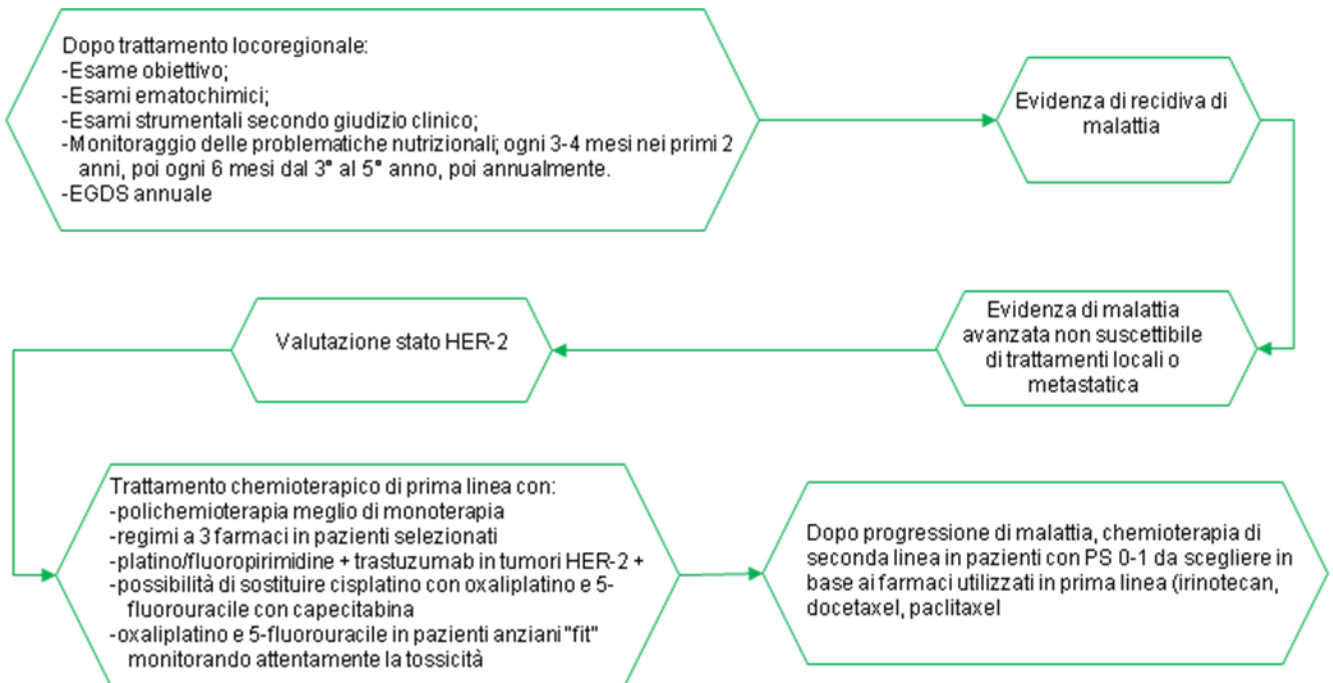 Dopo trattamento locoregionale:
-Esame obiettivo;
-Esami ematochimici;
-Esami strumentali secondo giudizio clinico;
-Monitoraggio delle problematiche nutrizionali; ogni 3-4 mesi nei primi 2
anni, poi ogni 6 mesi dal 3° al 5° anno, poi annualmente.
-EGDS annuale
Evidenza di recidiva di
malattia
Evidenza di malattia
avanzata non suscettibile
di trattamenti locali o
metastatica
Valutazione stato HER-2
Trattamento chemioterapico di prima linea con:
-polichemioterapia meglio di monoterapia
-regimi a 3 farmaci in pazienti selezionati
-platino/fluoropirimidine + trastuzumab in tumori HER-2 +
-possibilità di sostituire cisplatino con oxaliplatino e 5-
fluorouracile con capecitabina
-oxaliplatino e 5-fluorouracile in pazienti anziani "fit"
monitorando attentamente la tossicità
Dopo progressione di malattia, chemioterapia di
seconda linea in pazienti con PS 0-1 da scegliere in
base ai farmaci utilizzati in prima linea (irinotecan,
docetaxel, paclitaxel